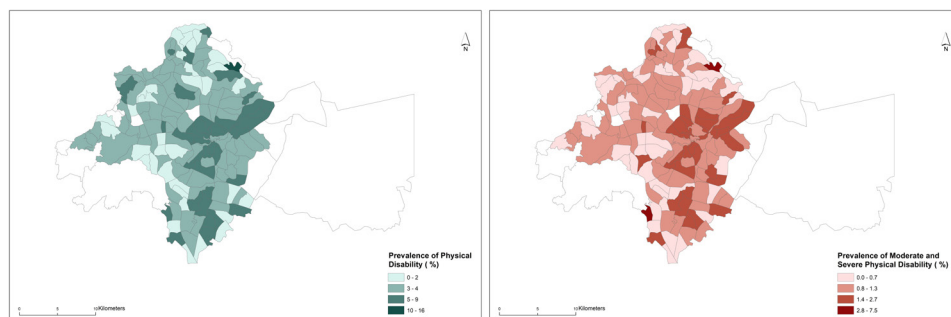 N
Prevalence of Physical
Disability ( %)
0 - 2
3 - 4
5 - 9
10 - 16
0 5 10 Kilometers
N
Prevalence of Moderate and
Severe Physical Disability ( %)
0.0 - 0.7
0.8 - 1.3
1.4 - 2.7
2.8 - 7.5
0 5 10 Kilometers